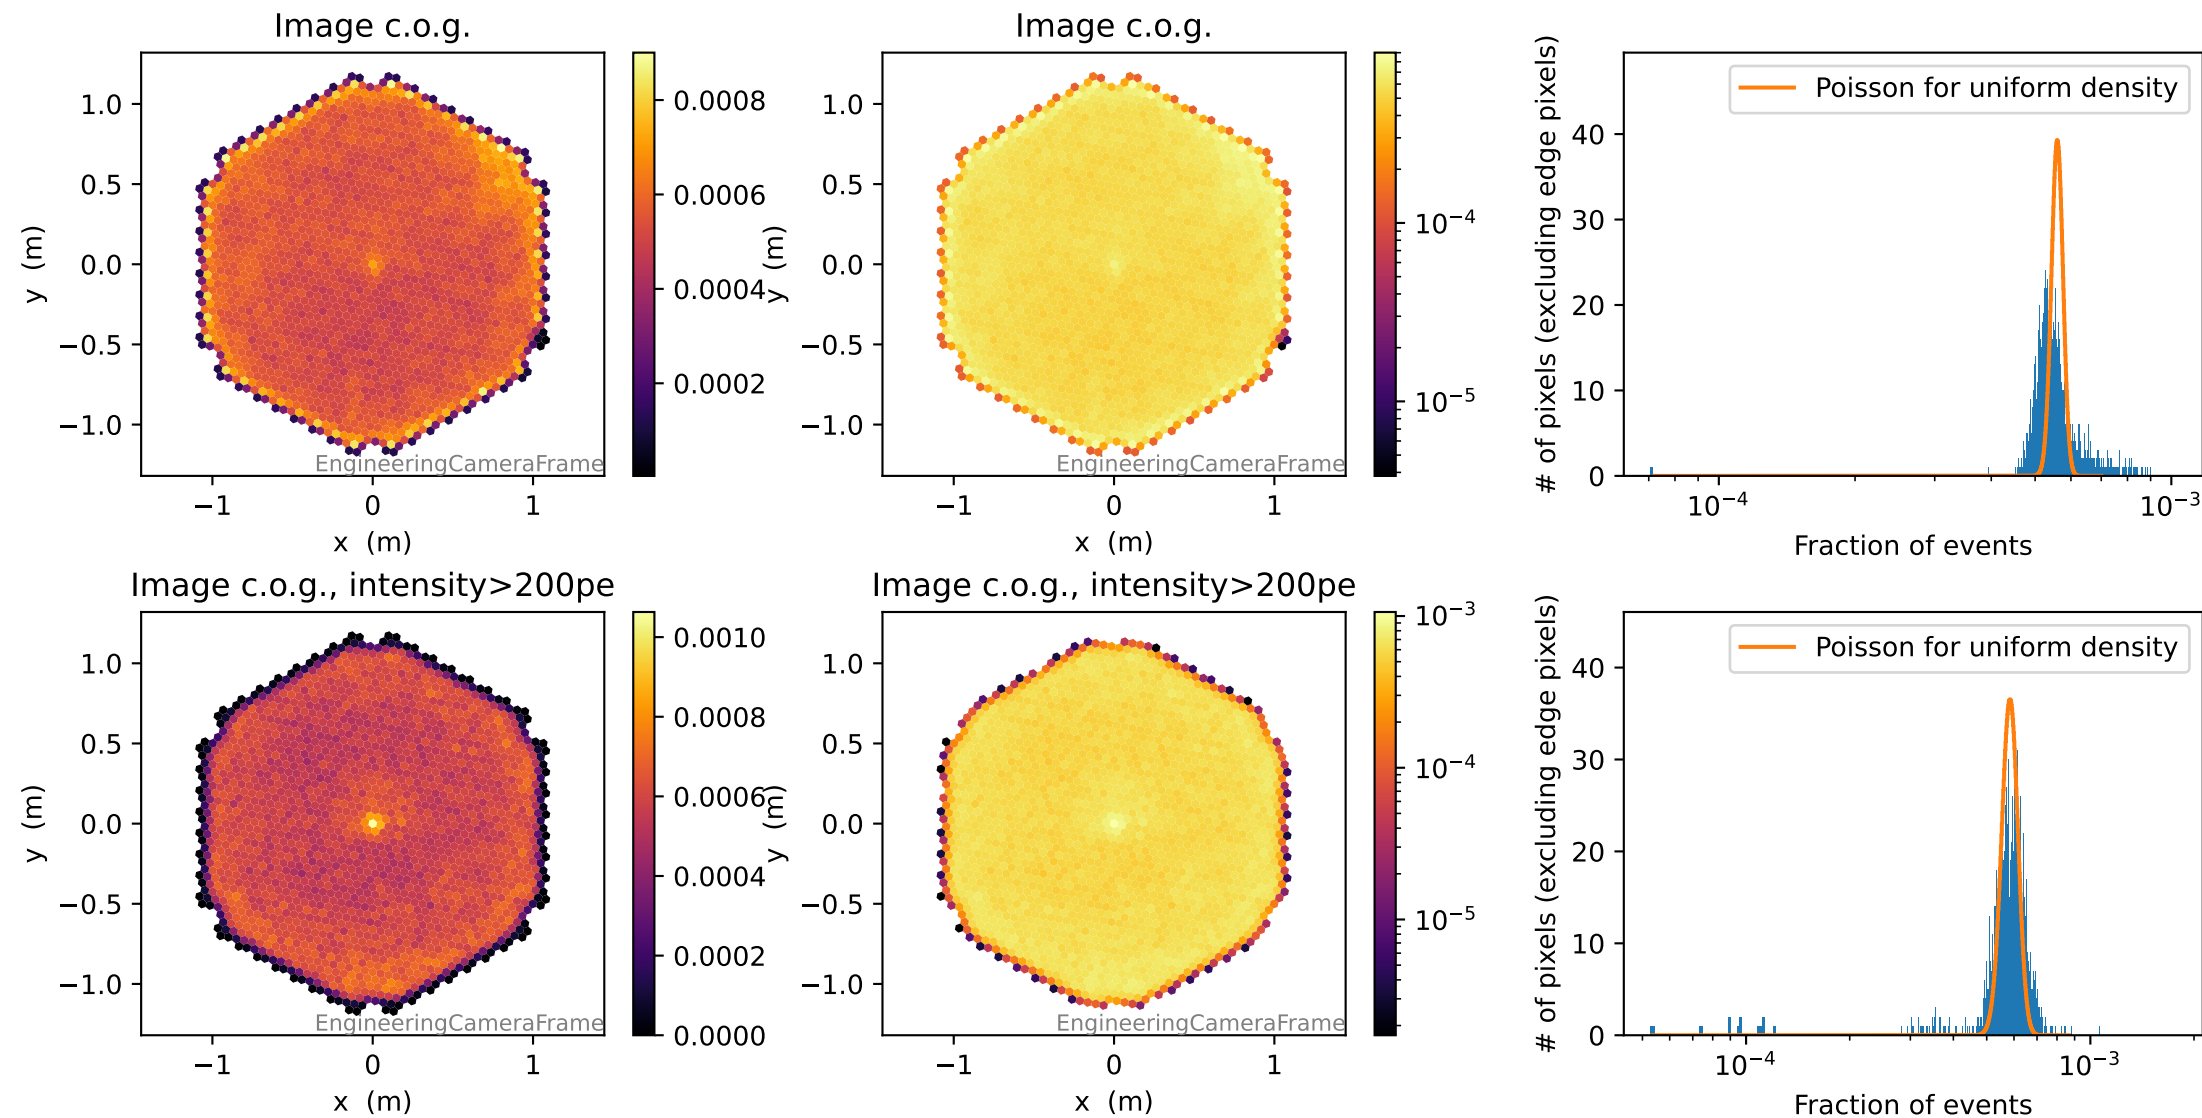 Image c.o.g.
1.0
0.5
0.0
−0.5
−1.0
y (m)
−1 0 1
x (m)
EngineeringCameraFrame
0.0008
0.0006
0.0004
0.0002
Image c.o.g.
1.0
0.5
0.0
−0.5
−1.0
y (m)
−1 0 1
x (m)
EngineeringCameraFrame
10⁻⁴
10⁻⁵
# of pixels (excluding edge pixels)
40
30
20
10
0
Poisson for uniform density
10⁻⁴ 10⁻³
Fraction of events
Image c.o.g., intensity>200pe
1.0
0.5
0.0
−0.5
−1.0
y (m)
−1 0 1
x (m)
EngineeringCameraFrame
0.0010
0.0008
0.0006
0.0004
0.0002
0.0000
Image c.o.g., intensity>200pe
1.0
0.5
0.0
−0.5
−1.0
y (m)
−1 0 1
x (m)
EngineeringCameraFrame
10⁻³
10⁻⁴
10⁻⁵
# of pixels (excluding edge pixels)
40
30
20
10
0
Poisson for uniform density
10⁻⁴ 10⁻³
Fraction of events